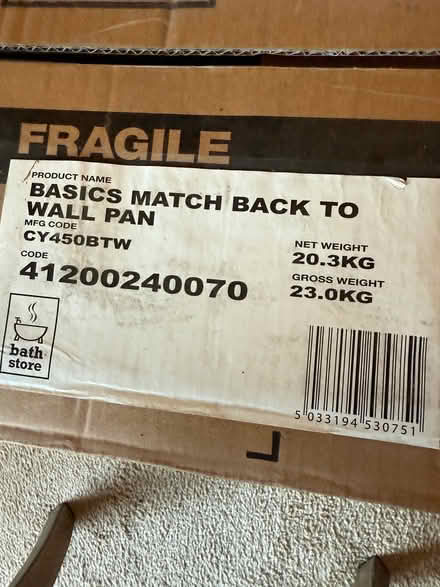 FRAGILE
PRODUCT NAME
BASICS MATCH BACK TO
WALL PAN
MFG CODE
CY450BTW
CODE
41200240070
NET WEIGHT
20.3KG
GROSS WEIGHT
23.0KG
bath
store
5 033194 530751